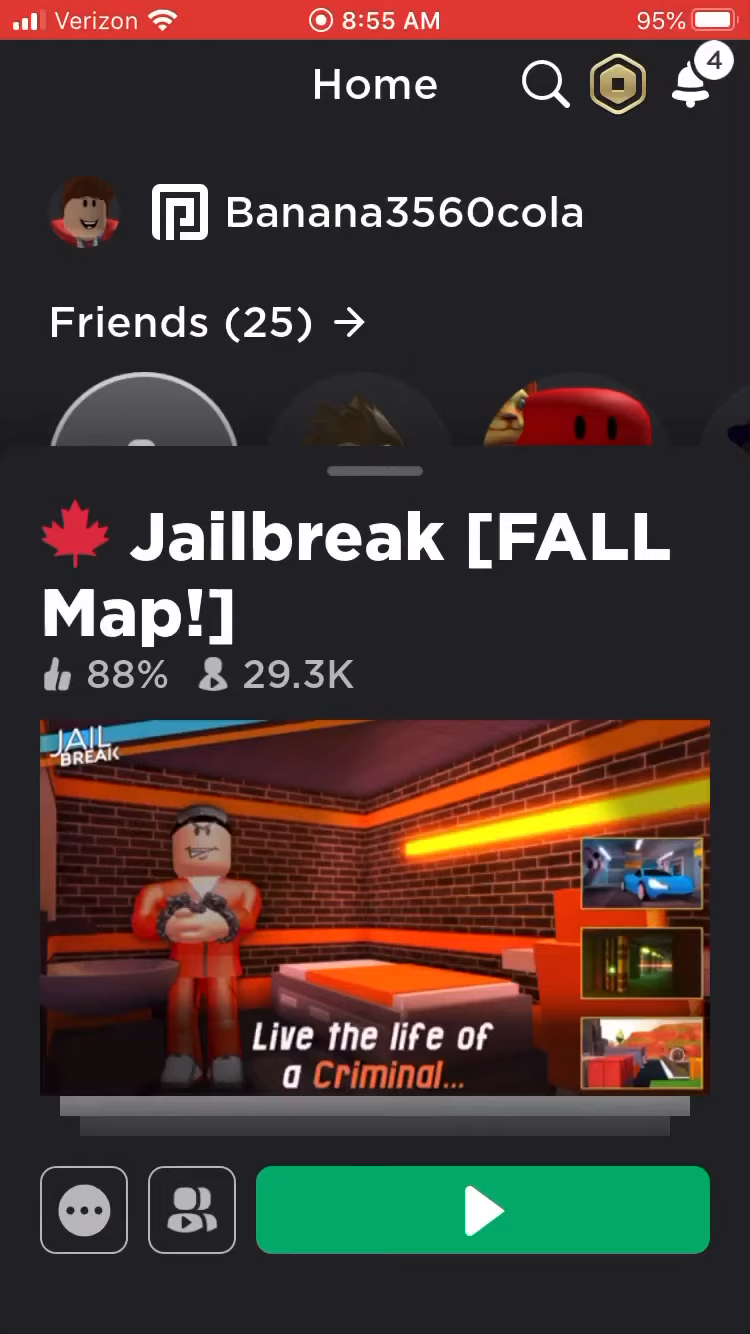 Verizon 8:55 AM 95%
Home
4
Banana3560cola
Friends (25) →
Jailbreak [FALL
Map!]
88% 29.3K
JAIL
BREAK
Live the life of
a Criminal...